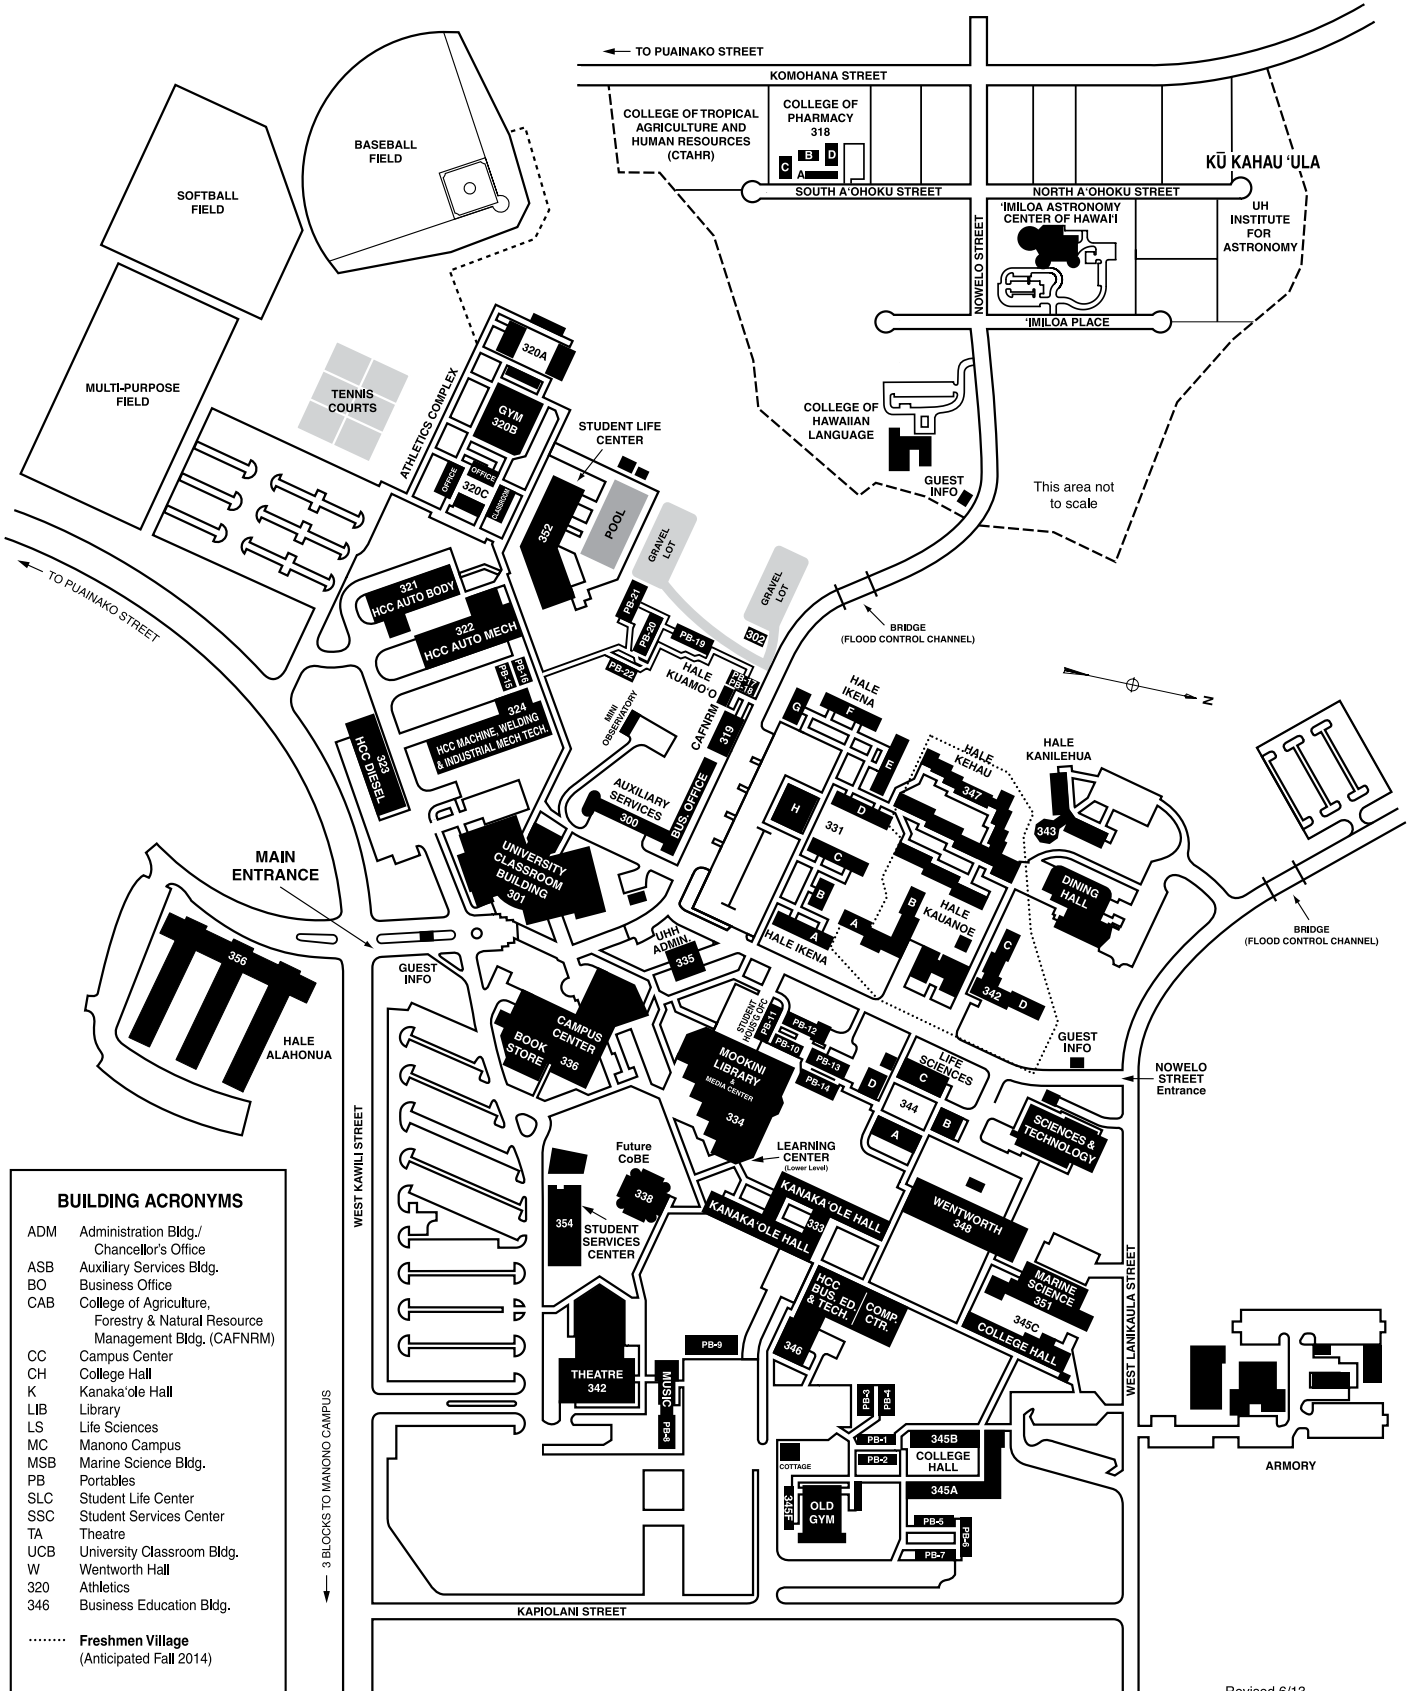 TO PUAINAKO STREET
KOMOHANA STREET
COLLEGE OF TROPICAL
AGRICULTURE AND
HUMAN RESOURCES
(CTAHR)
COLLEGE OF
PHARMACY
318
C
B
D
A
KŪ KAHAU ‘ULA
SOUTH A‘OHOKU STREET
NORTH A‘OHOKU STREET
‘IMILOA ASTRONOMY
CENTER OF HAWAI‘I
UH
INSTITUTE
FOR
ASTRONOMY
NOWELO STREET
‘IMILOA PLACE
COLLEGE OF
HAWAIIAN
LANGUAGE
GUEST
INFO
This area not
to scale
BRIDGE
(FLOOD CONTROL CHANNEL)
BASEBALL
FIELD
SOFTBALL
FIELD
MULTI-PURPOSE
FIELD
TENNIS
COURTS
ATHLETICS COMPLEX
320A
GYM
320B
OFFICE
OFFICE
320C
CLASSROOM
STUDENT LIFE
CENTER
352
POOL
GRAVEL
LOT
GRAVEL
LOT
302
TO PUAINAKO STREET
321
HCC AUTO BODY
322
HCC AUTO MECH
PB-15
PB-16
324
HCC MACHINE, WELDING
& INDUSTRIAL MECH TECH.
323
HCC DIESEL
PB-21
PB-20
PB-19
PB-22
HALE
KUAMO‘O
PB-17
PB-18
MINI
OBSERVATORY
CAFNRM
319
AUXILIARY
SERVICES
300
BUS. OFFICE
N
HALE
IKENA
G
F
E
H
331
D
C
B
A
HALE IKENA
HALE
KEHAU
347
HALE
KANILEHUA
343
DINING
HALL
HALE
KAUANOE
A
B
C
342
D
BRIDGE
(FLOOD CONTROL CHANNEL)
MAIN
ENTRANCE
UNIVERSITY
CLASSROOM
BUILDING
301
356
HALE
ALAHONUA
GUEST
INFO
UHH
ADMIN.
335
BOOK
STORE
CAMPUS
CENTER
336
STUDENT
HOUS'G OFC
PB-11
PB-12
PB-10
PB-13
PB-14
MOOKINI
LIBRARY
&
MEDIA CENTER
334
LIFE
SCIENCES
D
C
344
B
A
GUEST
INFO
NOWELO
STREET
Entrance
SCIENCES &
TECHNOLOGY
LEARNING
CENTER
(Lower Level)
Future
CoBE
338
354
STUDENT
SERVICES
CENTER
KANAKA‘OLE HALL
333
KANAKA‘OLE HALL
WENTWORTH
348
MARINE
SCIENCE
351
345C
COLLEGE HALL
HCC
BUS. ED.
& TECH.
COMP.
CTR.
346
WEST KAWILI STREET
WEST LANIKAULA STREET
THEATRE
342
MUSIC
PB-8
PB-9
PB-3
PB-4
PB-1
PB-2
COTTAGE
345F
OLD
GYM
345B
COLLEGE
HALL
345A
PB-5
PB-6
PB-7
ARMORY
3 BLOCKS TO MANONO CAMPUS
KAPIOLANI STREET
BUILDING ACRONYMS
ADM Administration Bldg./
Chancellor's Office
ASB Auxiliary Services Bldg.
BO Business Office
CAB College of Agriculture,
Forestry & Natural Resource
Management Bldg. (CAFNRM)
CC Campus Center
CH College Hall
K Kanaka‘ole Hall
LIB Library
LS Life Sciences
MC Manono Campus
MSB Marine Science Bldg.
PB Portables
SLC Student Life Center
SSC Student Services Center
TA Theatre
UCB University Classroom Bldg.
W Wentworth Hall
320 Athletics
346 Business Education Bldg.
........ Freshmen Village
(Anticipated Fall 2014)
Revised 6/13